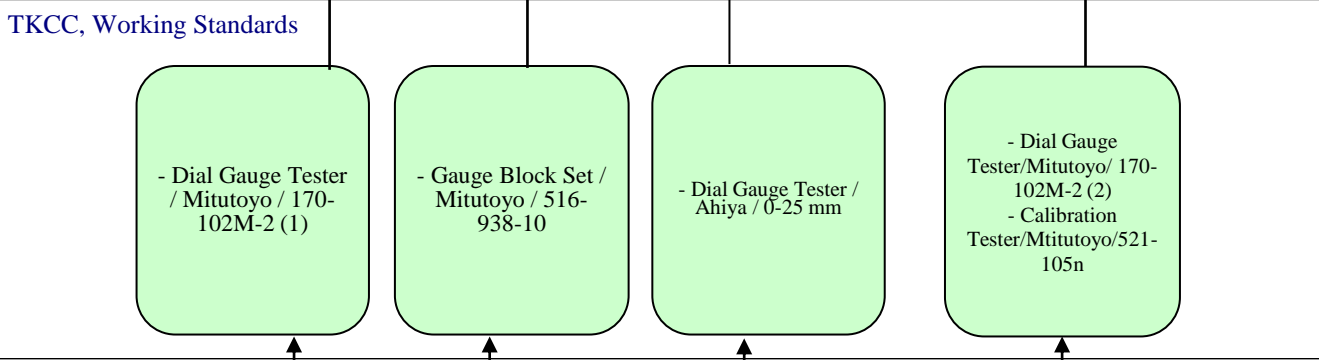 TKCC, Working Standards
- Dial Gauge Tester
/ Mitutoyo / 170-
102M-2 (1)
- Gauge Block Set /
Mitutoyo / 516-
938-10
- Dial Gauge Tester /
Ahiya / 0-25 mm
- Dial Gauge
Tester/Mitutoyo/ 170-
102M-2 (2)
- Calibration
Tester/Mtitutoyo/521-
105n